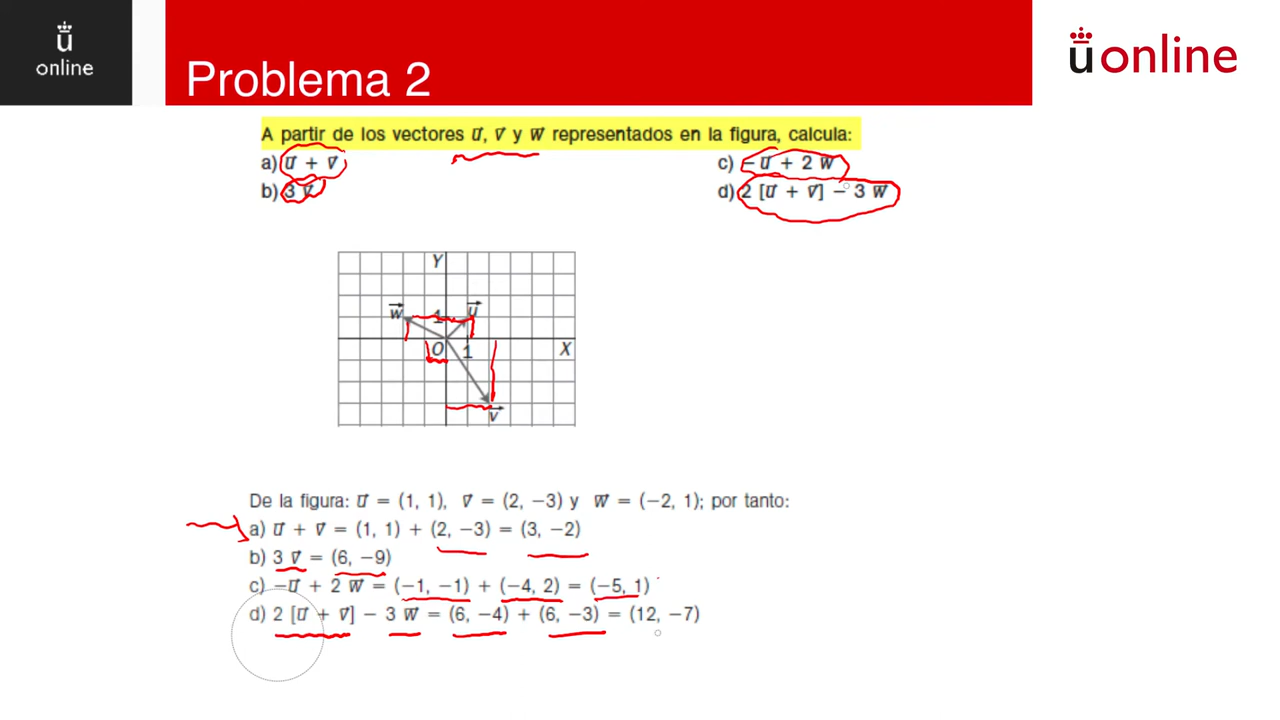 ü
online
Problema 2
üonline
A partir de los vectores u⃗, v⃗ y w⃗ representados en la figura, calcula:
a) u⃗ + v⃗
c) −u⃗ + 2 w⃗
b) 3 v⃗
d) 2 [u⃗ + v⃗] − 3 w⃗
Y
w⃗ 1 u⃗
O 1 X
v⃗
De la figura: u⃗ = (1, 1), v⃗ = (2, −3) y w⃗ = (−2, 1); por tanto:
a) u⃗ + v⃗ = (1, 1) + (2, −3) = (3, −2)
b) 3 v⃗ = (6, −9)
c) −u⃗ + 2 w⃗ = (−1, −1) + (−4, 2) = (−5, 1)
d) 2 [u⃗ + v⃗] − 3 w⃗ = (6, −4) + (6, −3) = (12, −7)